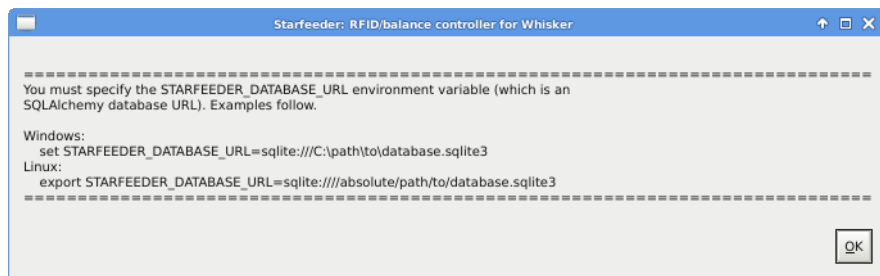 Starfeeder: RFID/balance controller for Whisker
===============================================================================
You must specify the STARFEEDER_DATABASE_URL environment variable (which is an
SQLAlchemy database URL). Examples follow.
Windows:
set STARFEEDER_DATABASE_URL=sqlite:///C:\path\to\database.sqlite3
Linux:
export STARFEEDER_DATABASE_URL=sqlite:////absolute/path/to/database.sqlite3
===============================================================================
OK